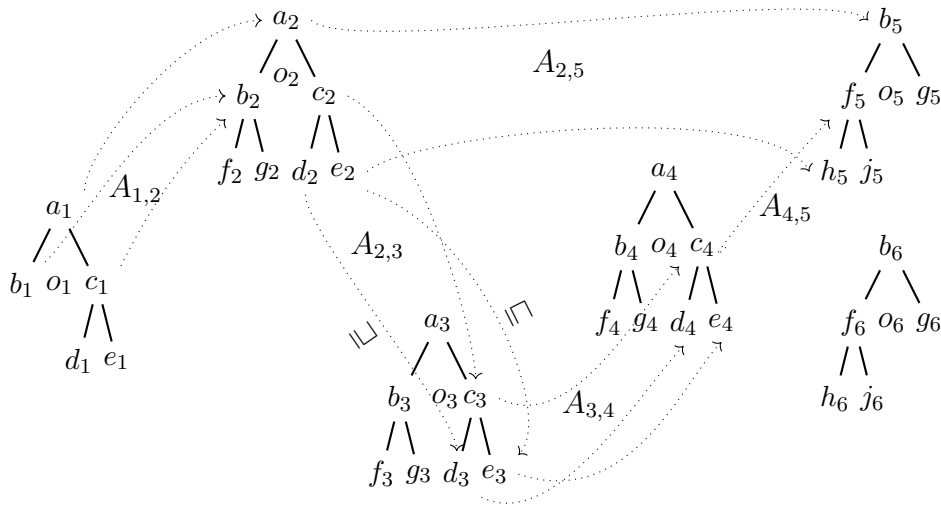 a₂
b₅
A₂,₅
o₂
b₂ c₂
f₅ o₅ g₅
f₂ g₂ d₂ e₂
a₄
h₅ j₅
A₁,₂
a₁
A₄,₅
A₂,₃
b₄ o₄ c₄
b₆
b₁ o₁ c₁
⊒
⊑
a₃
f₄ g₄ d₄ e₄
f₆ o₆ g₆
d₁ e₁
b₃ o₃ c₃
A₃,₄
h₆ j₆
f₃ g₃ d₃ e₃